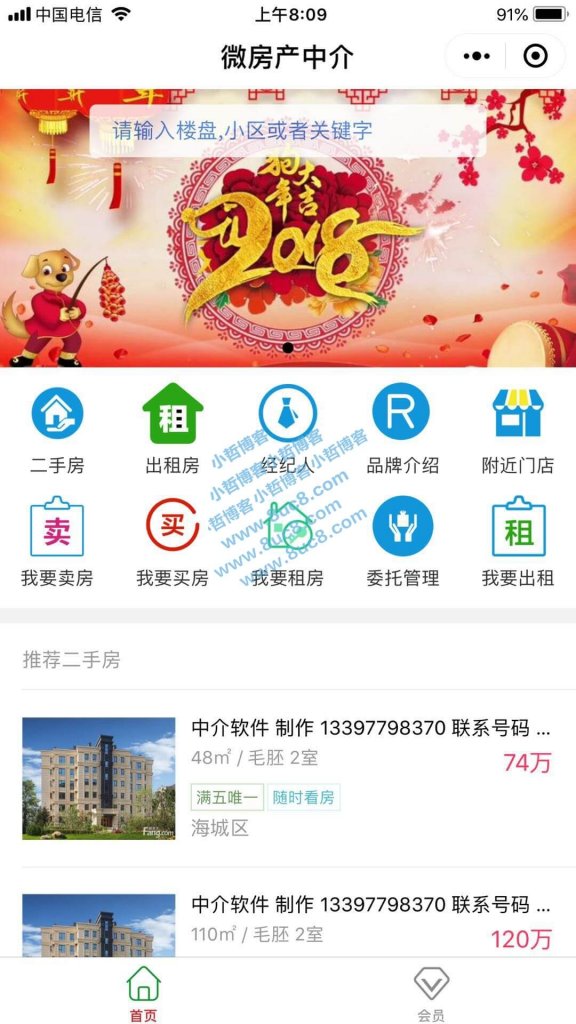 中国电信
上午8:09
91%
微房产中介
请输入楼盘,小区或者关键字
狗年
大吉
2018
二手房
租
出租房
经纪人
R
品牌介绍
附近门店
卖
我要卖房
买
我要买房
我要租房
委托管理
租
我要出租
小哲博客
小哲博客 小哲博客
小哲博客 小哲博客
www.8uc8.com
www.8uc8.com
推荐二手房
中介软件 制作 13397798370 联系号码 ...
48㎡ / 毛胚 2室
74万
满五唯一
随时看房
海城区
Fang.com
中介软件 制作 13397798370 联系号码 ...
110㎡ / 毛胚 2室
120万
首页
会员